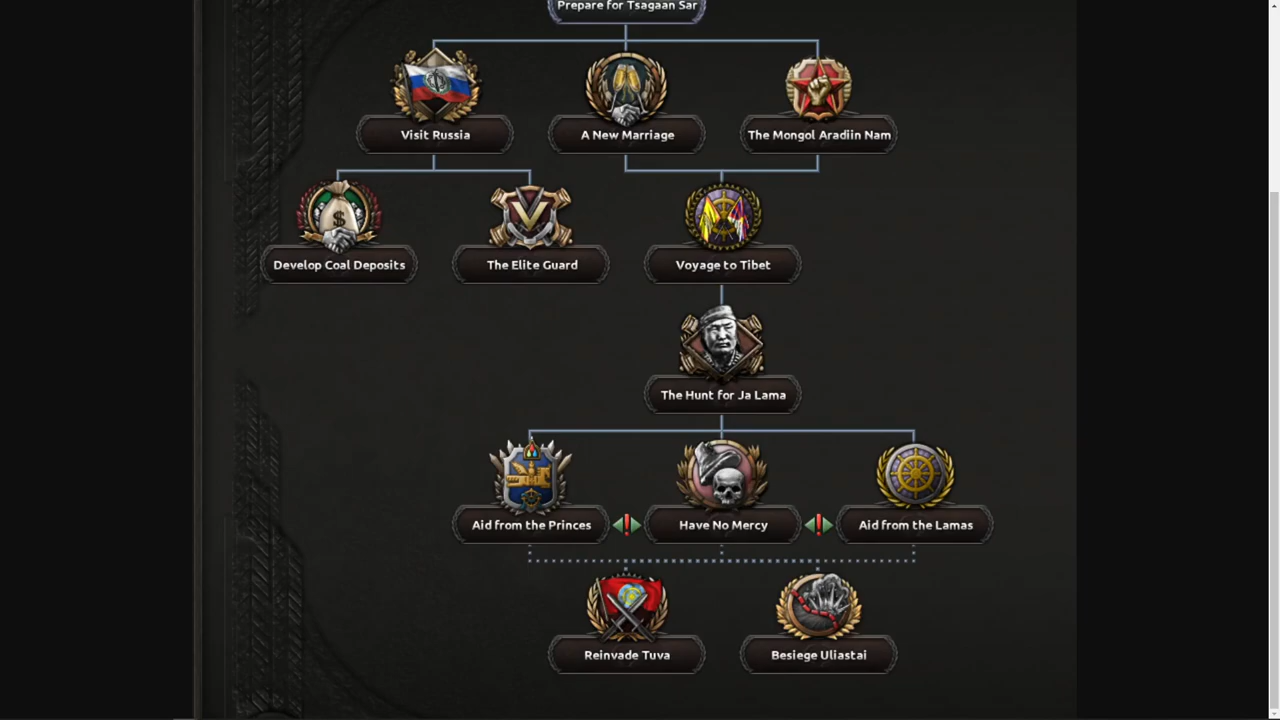 Prepare for Tsagaan Sar
Visit Russia
A New Marriage
The Mongol Aradiin Nam
Develop Coal Deposits
The Elite Guard
Voyage to Tibet
The Hunt for Ja Lama
Aid from the Princes
Have No Mercy
Aid from the Lamas
Reinvade Tuva
Besiege Uliastai